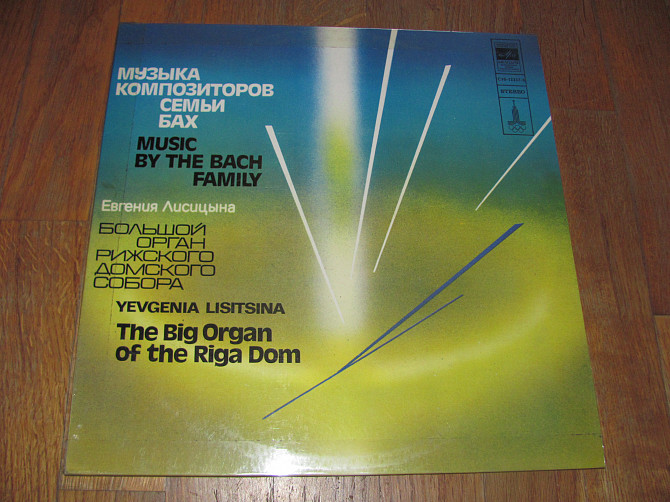 МУЗЫКА
КОМПОЗИТОРОВ
СЕМЬИ
БАХ
MUSIC
BY THE BACH
FAMILY
Евгения Лисицына
БОЛЬШОЙ
ОРГАН
РИЖСКОГО
ДОМСКОГО
СОБОРА
YEVGENIA LISITSINA
The Big Organ
of the Riga Dom
STEREO